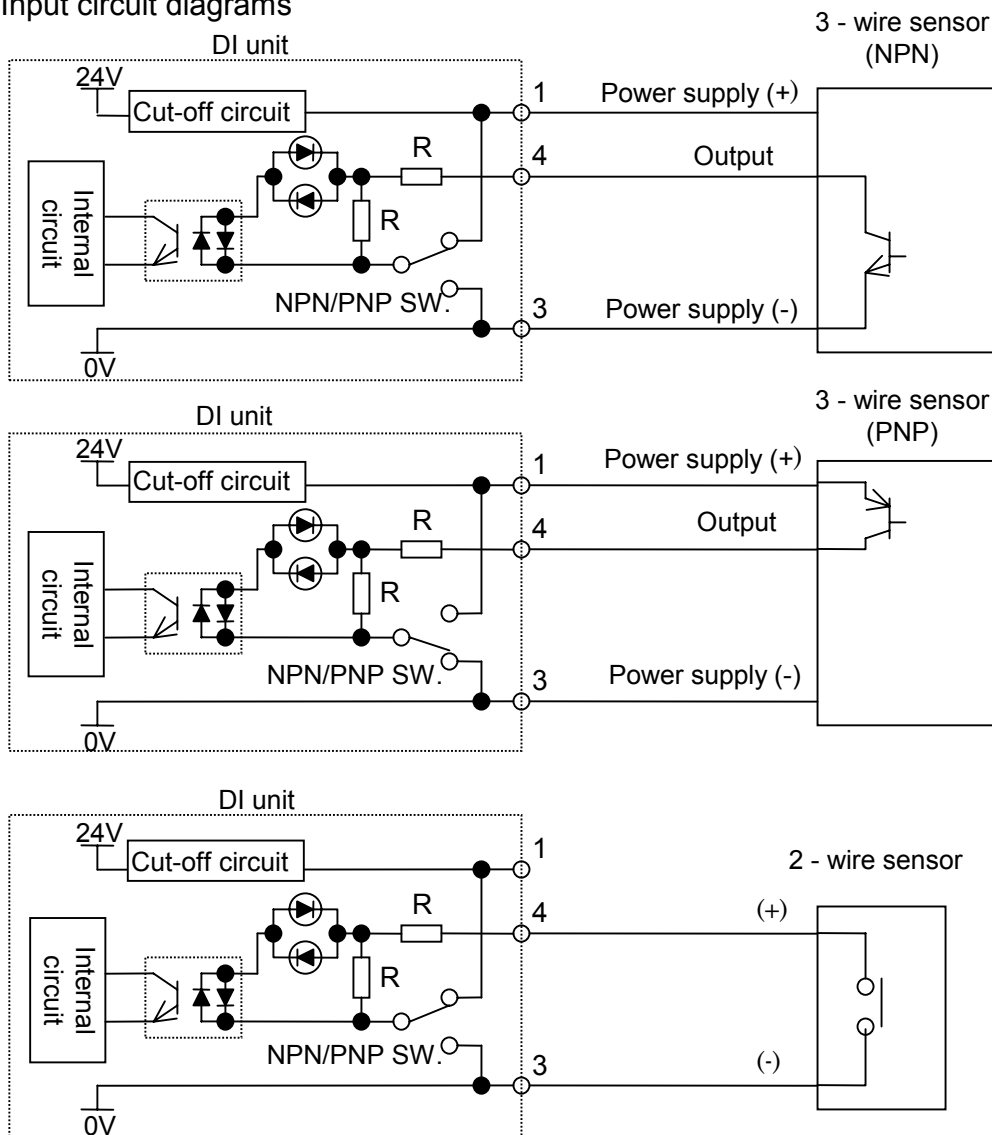 Input circuit diagrams
3 - wire sensor
(NPN)
DI unit
24V
Cut-off circuit
1
Power supply (+)
R
4
Output
Internal
circuit
R
NPN/PNP SW.
3
Power supply (-)
0V
3 - wire sensor
(PNP)
DI unit
24V
Cut-off circuit
1
Power supply (+)
R
4
Output
Internal
circuit
R
NPN/PNP SW.
3
Power supply (-)
0V
DI unit
24V
Cut-off circuit
1
2 - wire sensor
R
4
(+)
Internal
circuit
R
NPN/PNP SW.
3
(-)
0V